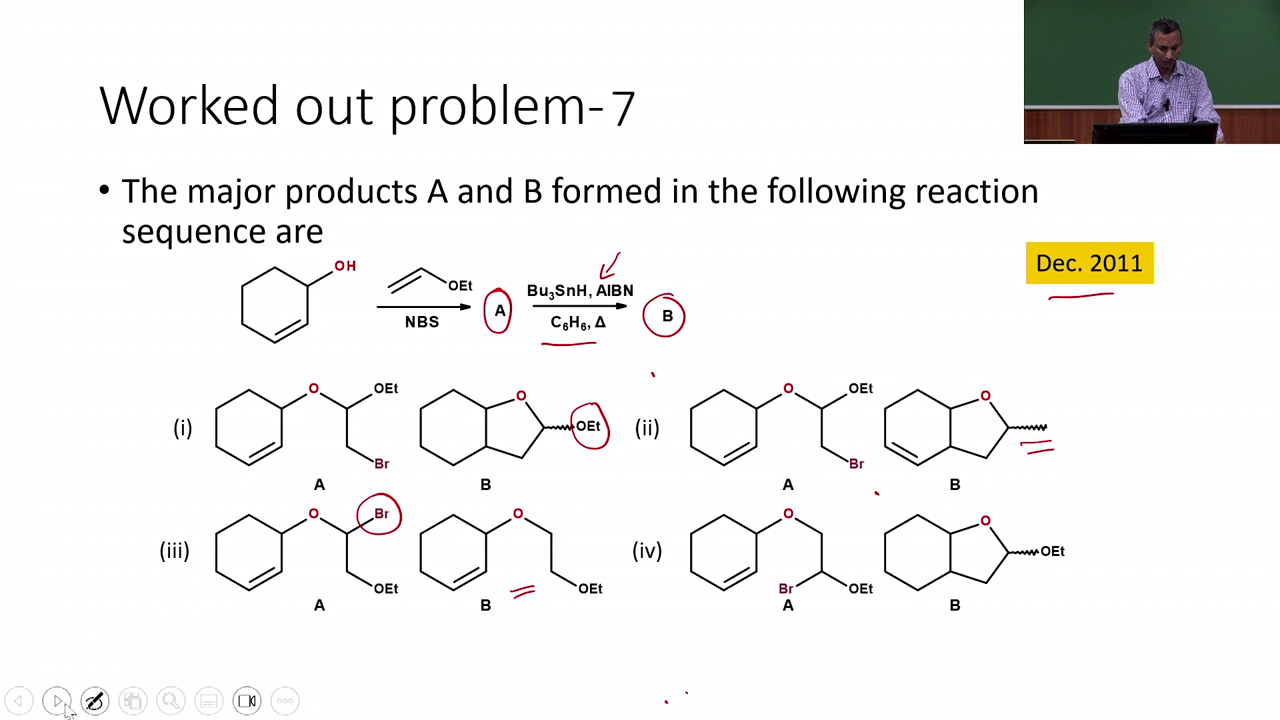 Worked out problem-7
• The major products A and B formed in the following reaction
sequence are
Dec. 2011
OH
OEt
NBS
A
Bu₃SnH, AIBN
C₆H₆, Δ
B
(i)
O
OEt
Br
A
O
OEt
B
(ii)
O
OEt
Br
A
O
B
(iii)
O
Br
OEt
A
O
OEt
B
(iv)
O
Br
OEt
A
O
OEt
B